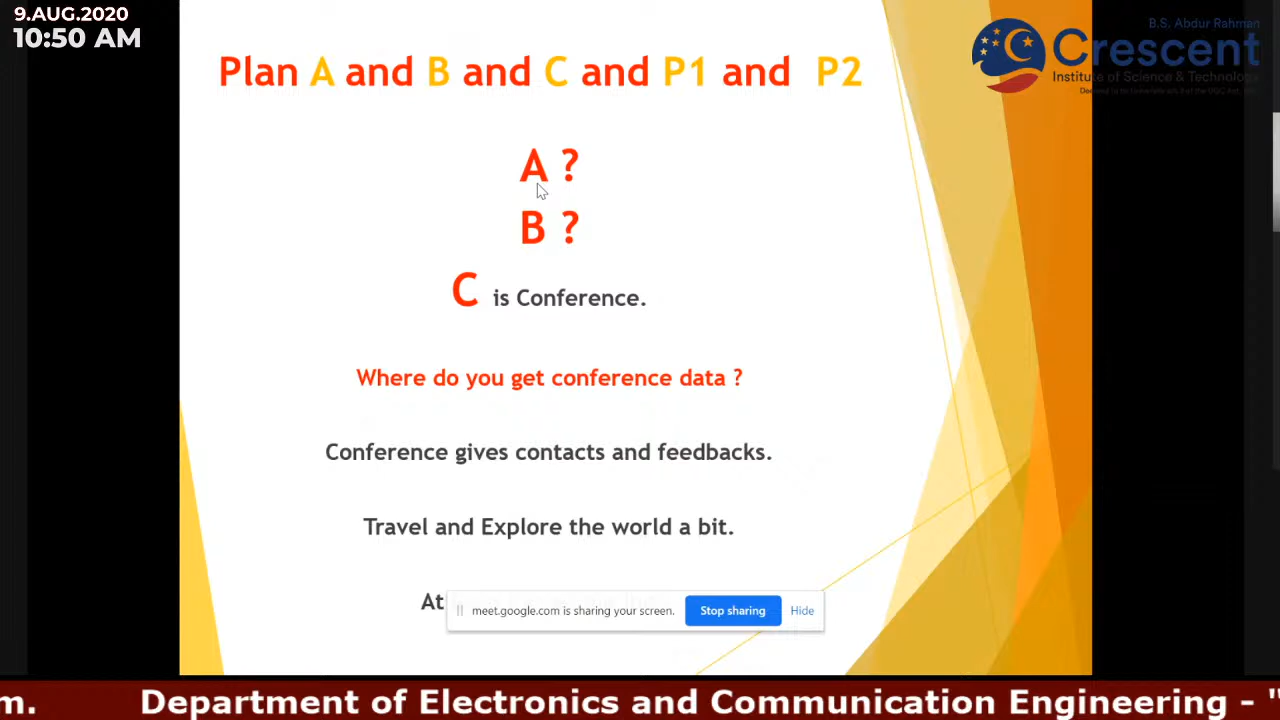 9.AUG.2020
10:50 AM
B.S. Abdur Rahman
Crescent
Institute of Science & Technology
Plan A and B and C and P1 and P2
A ?
B ?
C is Conference.
Where do you get conference data ?
Conference gives contacts and feedbacks.
Travel and Explore the world a bit.
At
meet.google.com is sharing your screen. Stop sharing Hide
m. Department of Electronics and Communication Engineering - "